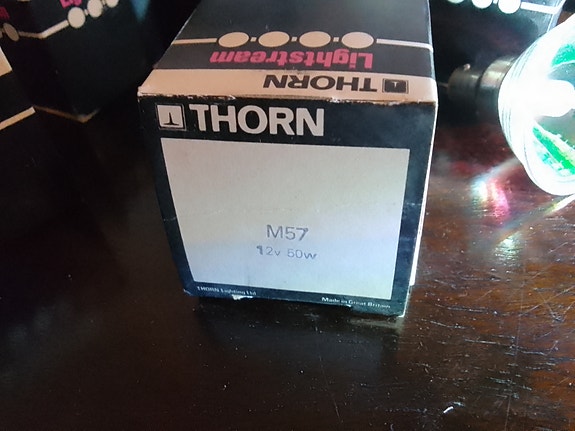 Lightstream
THORN
THORN
M57
12v 50w
THORN Lighting Ltd
Made in Great Britain